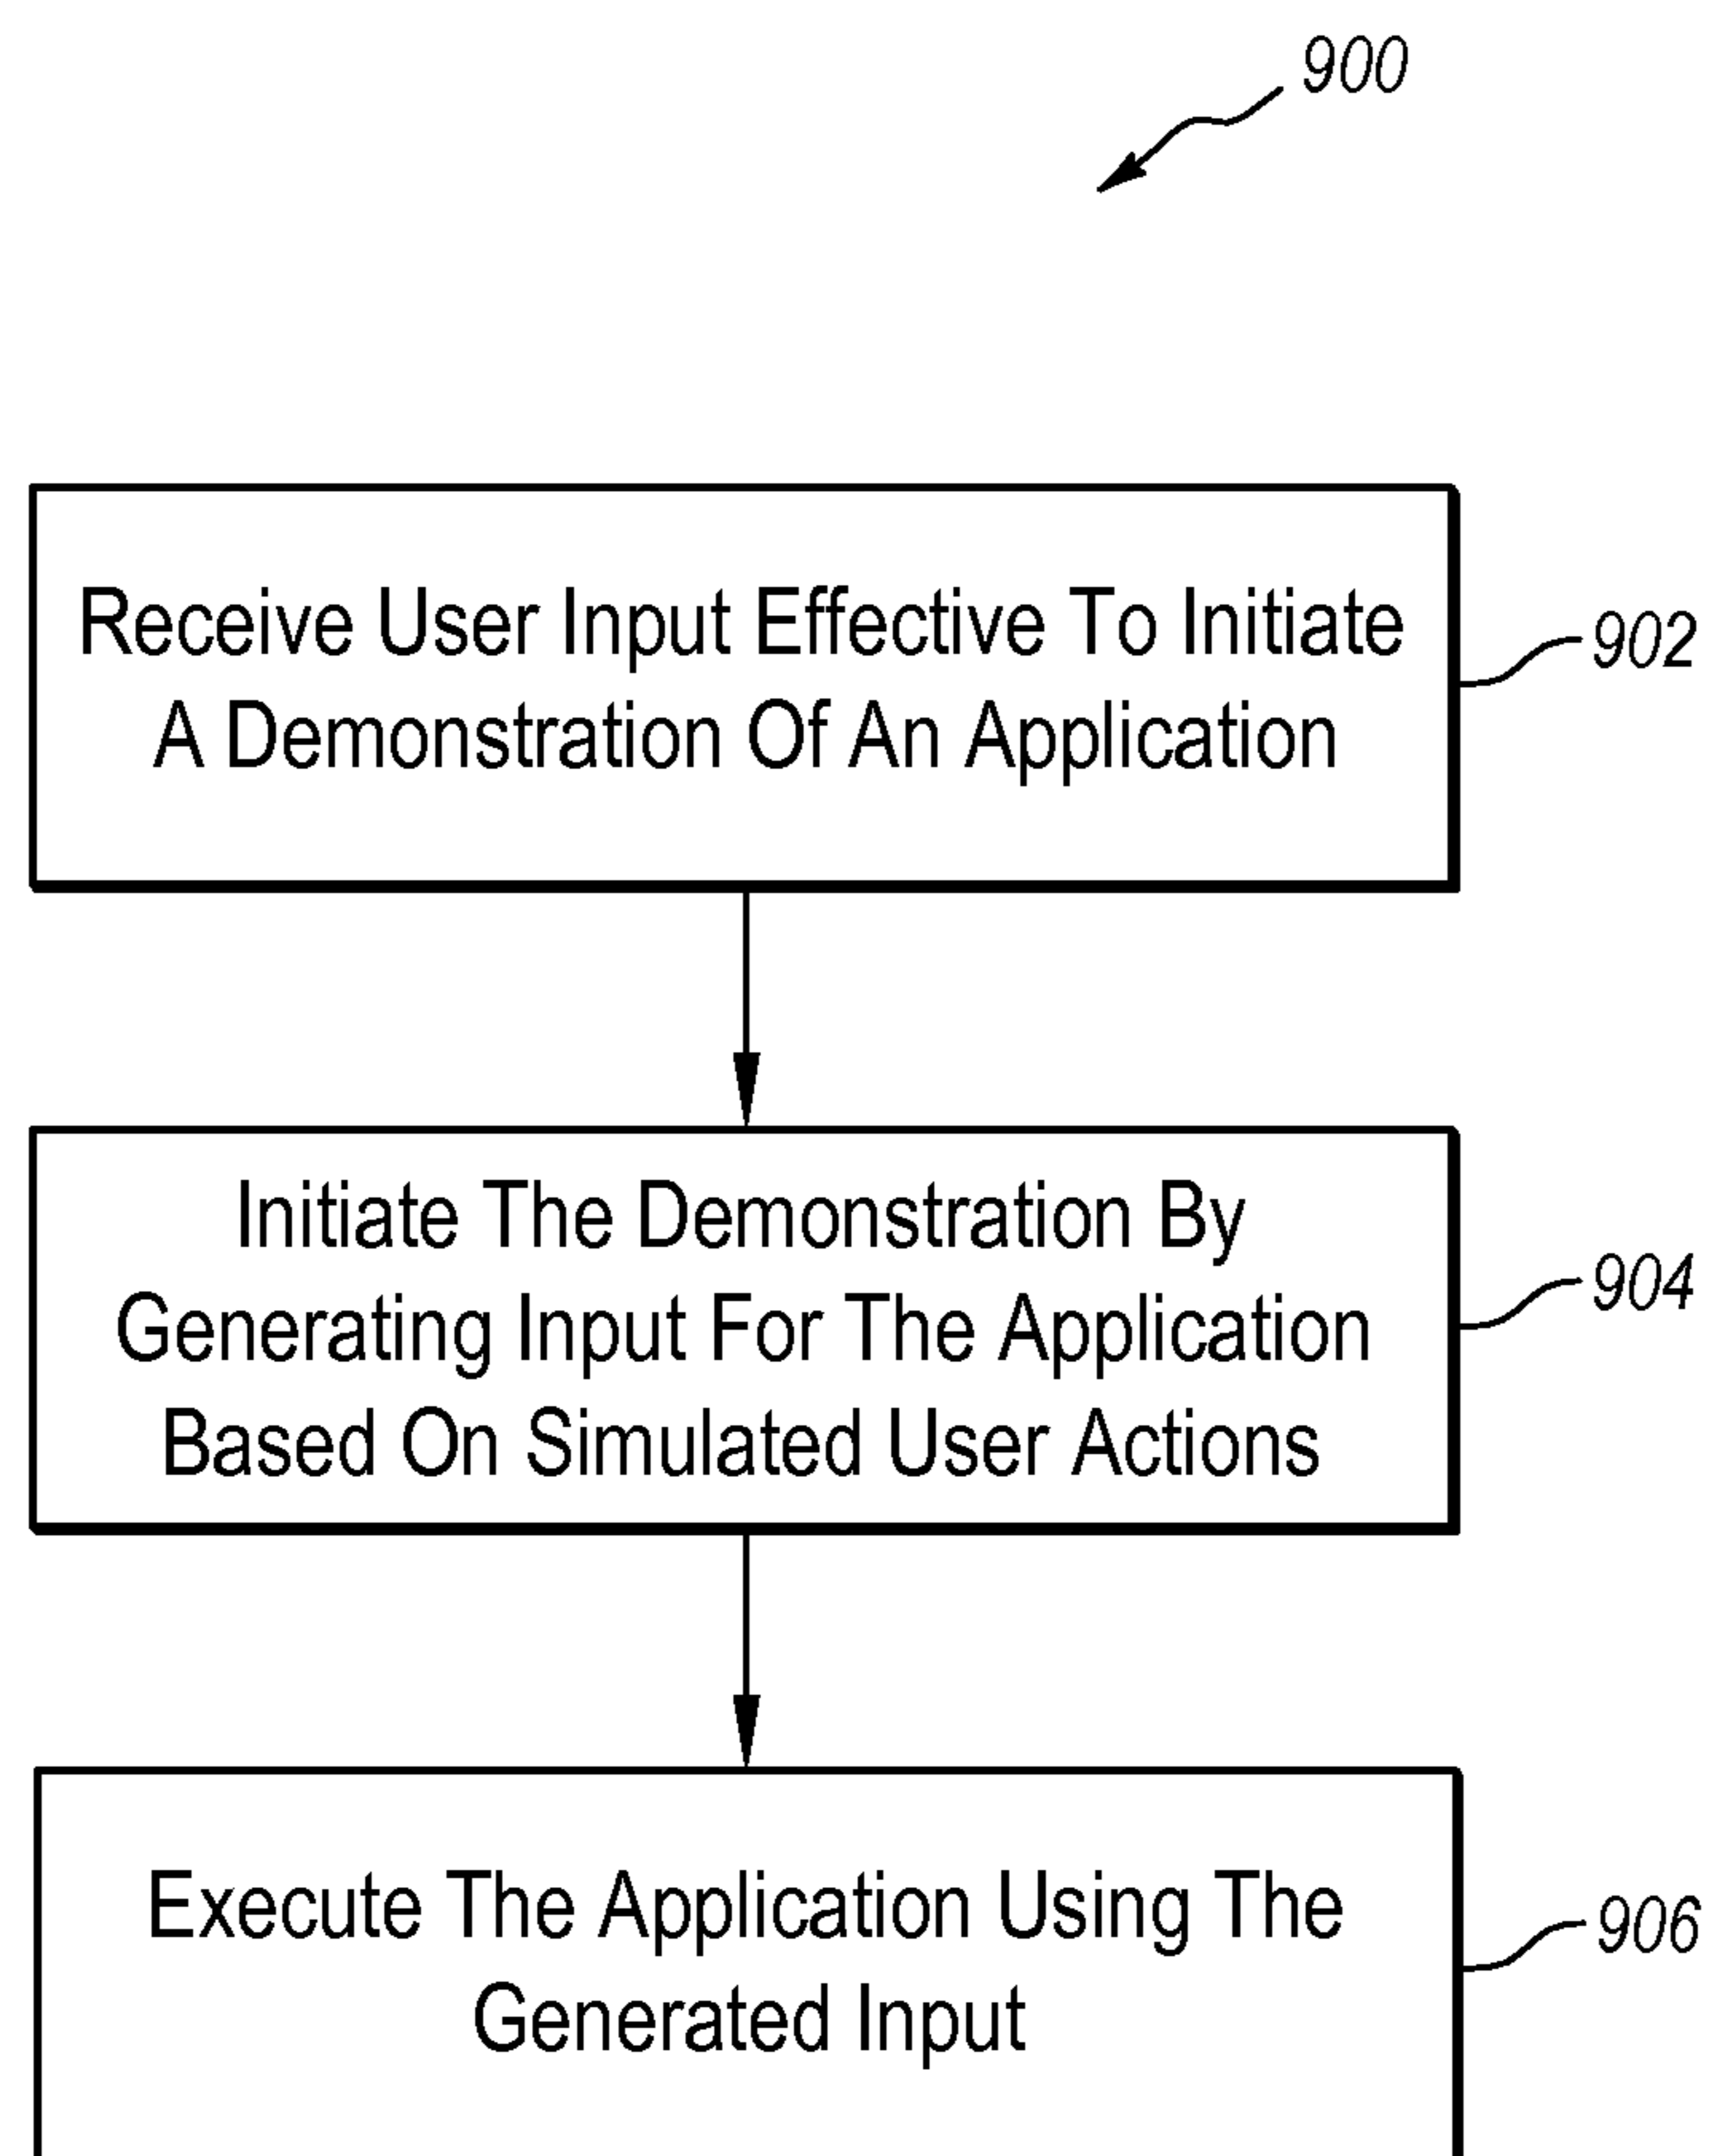 900
Receive User Input Effective To Initiate
A Demonstration Of An Application
902
Initiate The Demonstration By
Generating Input For The Application
Based On Simulated User Actions
904
Execute The Application Using The
Generated Input
906